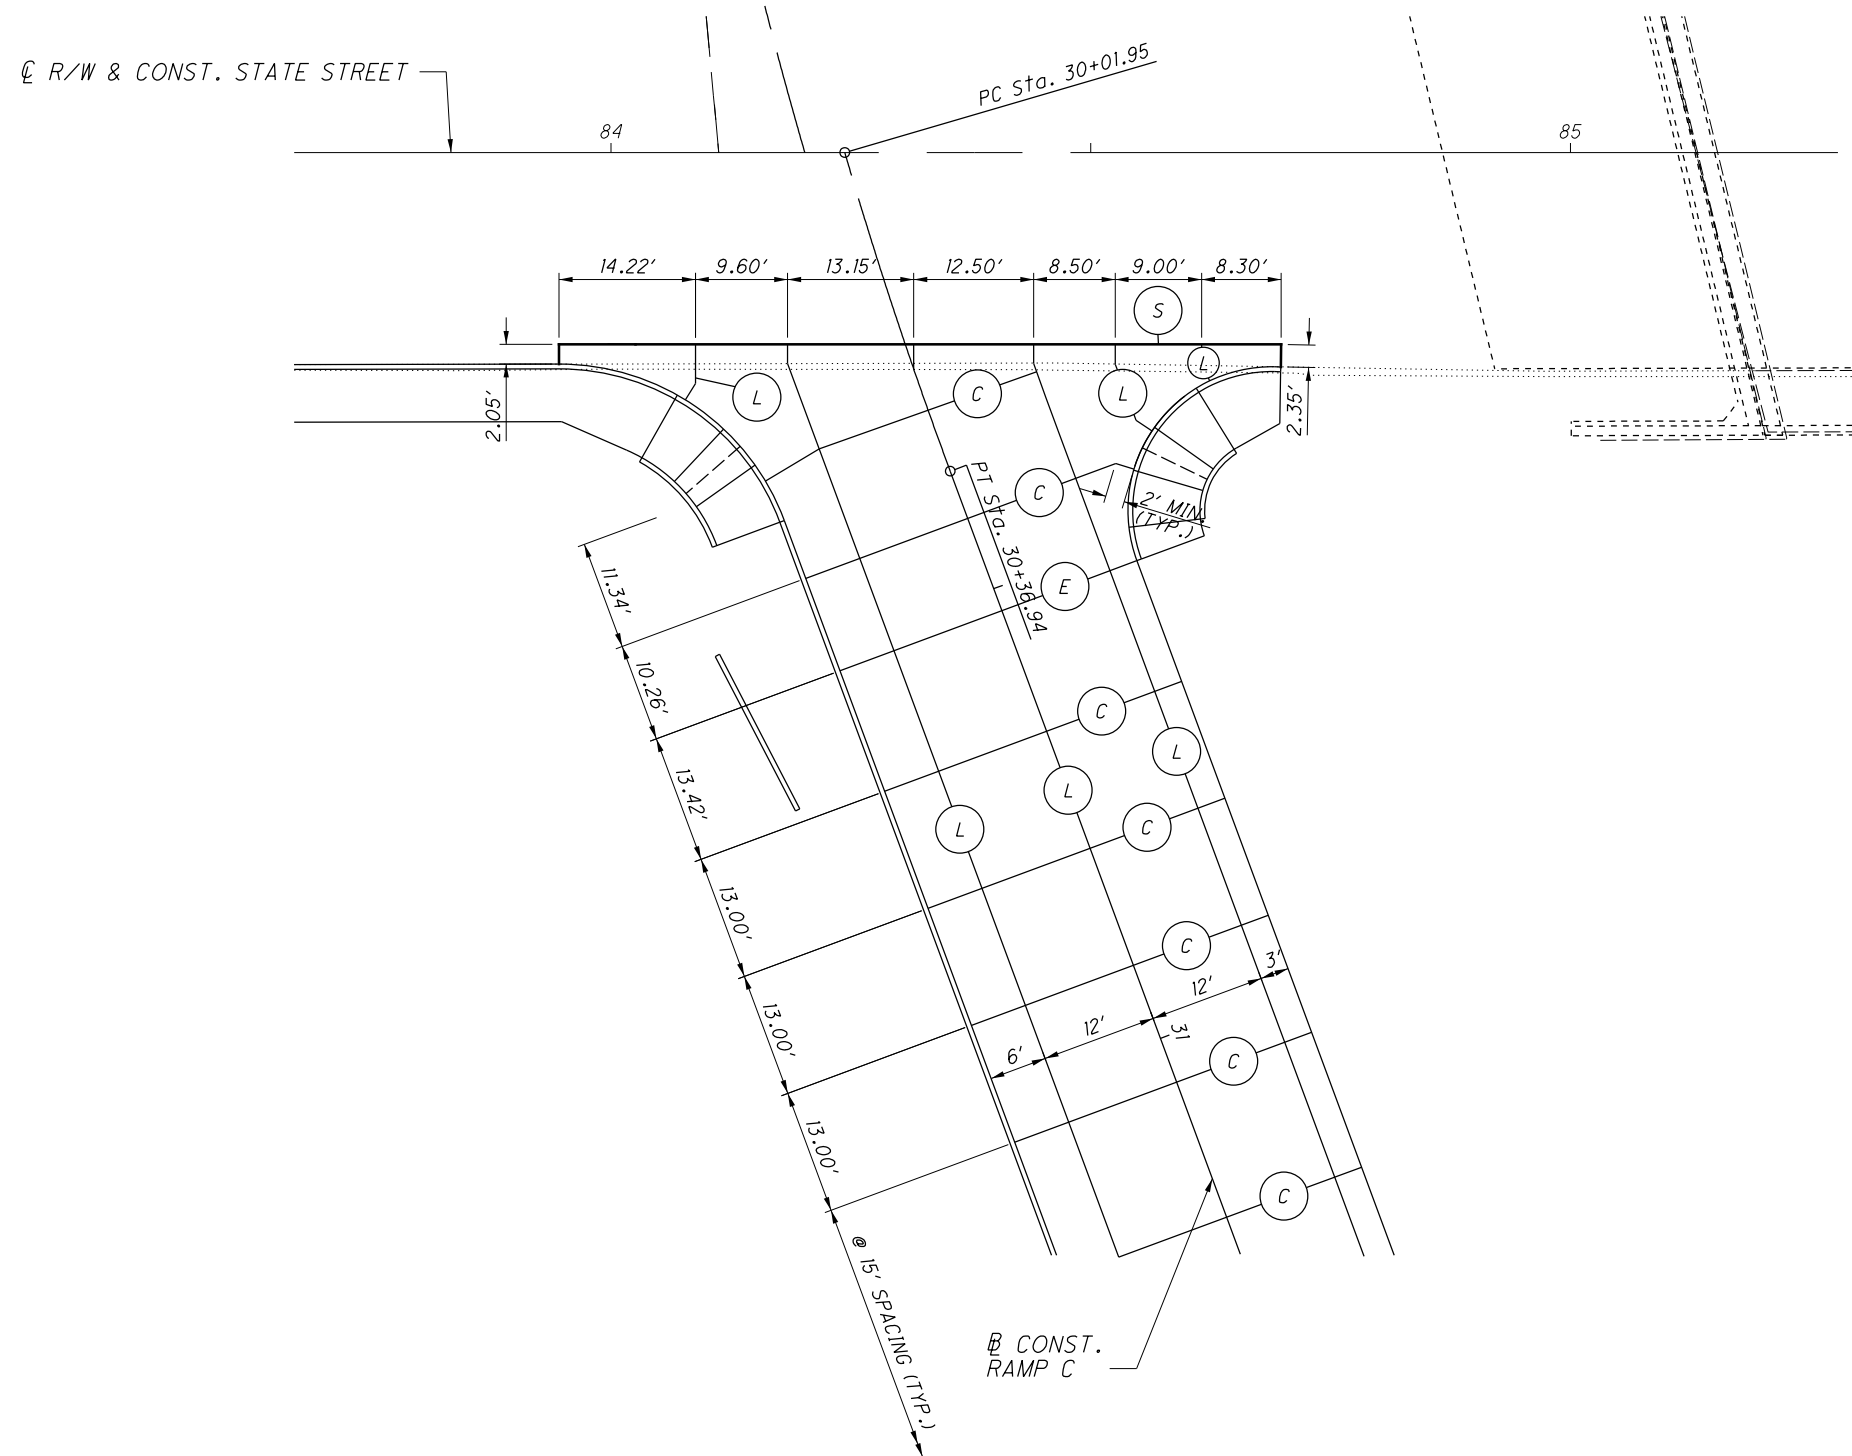 ℄ R/W & CONST. STATE STREET
PC Sta. 30+01.95
84
85
14.22'
9.60'
13.15'
12.50'
8.50'
9.00'
8.30'
S
L
L
C
L
2.05'
2.35'
C
2' MIN.
(TYP.)
PT Sta. 30+36.94
E
11.34'
10.26'
13.42'
13.00'
13.00'
13.00'
@ 15' SPACING (TYP.)
C
L
L
L
C
C
3'
12'
12'
6'
31
C
C
BL CONST.
RAMP C